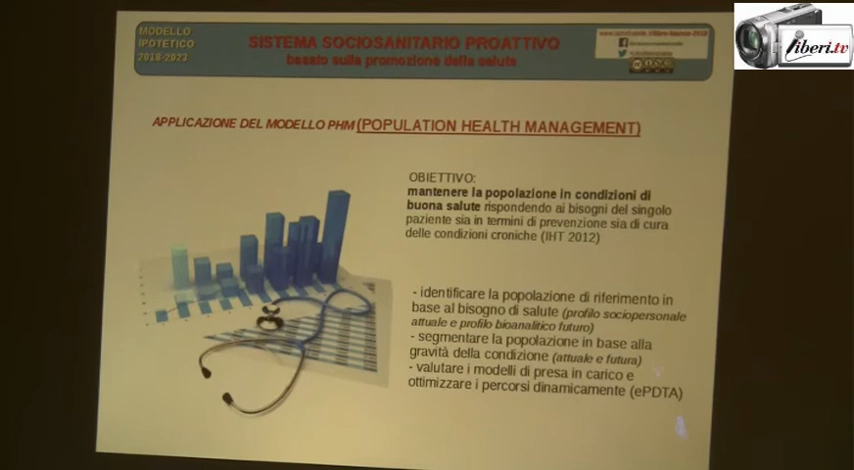 MODELLO
IPOTETICO
2018-2023
SISTEMA SOCIOSANITARIO PROATTIVO
basato sulla promozione della salute
liberi.tv
APPLICAZIONE DEL MODELLO PHM (POPULATION HEALTH MANAGEMENT)
OBIETTIVO:
mantenere la popolazione in condizioni di
buona salute rispondendo ai bisogni del singolo
paziente sia in termini di prevenzione sia di cura
delle condizioni croniche (IHT 2012)
- identificare la popolazione di riferimento in
base al bisogno di salute (profilo sociopersonale
attuale e profilo bioanalitico futuro)
- segmentare la popolazione in base alla
gravità della condizione (attuale e futura)
- valutare i modelli di presa in carico e
ottimizzare i percorsi dinamicamente (ePDTA)